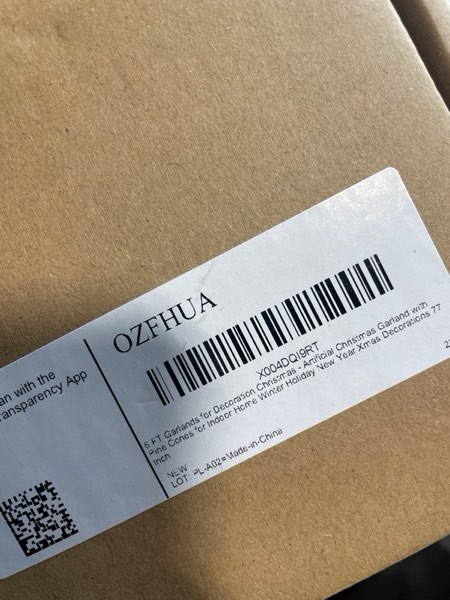 an with the
ansparency App
OZFHUA
X004DQI9RT
6 FT Garlands for Decoration Christmas - Artificial Christmas Garland with
Pine Cones for Indoor Home Winter Holiday New Year Xmas Decorations 77
Inch
NEW
LOT: PL-A02=Made-in-China